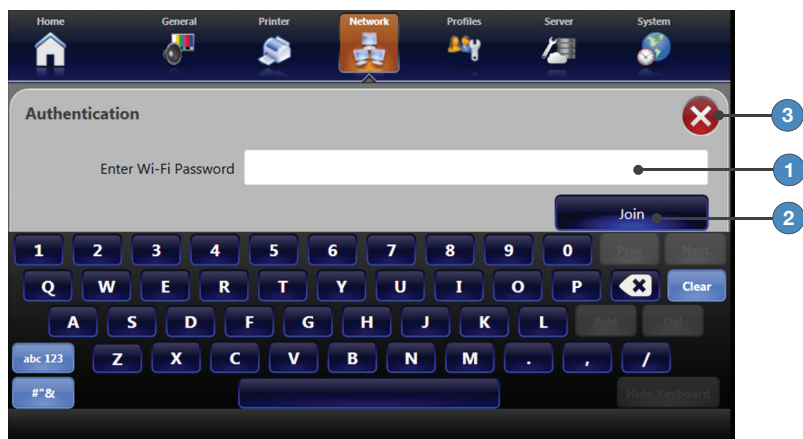 Home General Printer Network Profiles Server System
Authentication
3
Enter Wi-Fi Password
1
Join
2
1 2 3 4 5 6 7 8 9 0 Prev Next
Q W E R T Y U I O P Clear
A S D F G H J K L Add Del
abc 123 Z X C V B N M . , /
#"& Hide Keyboard